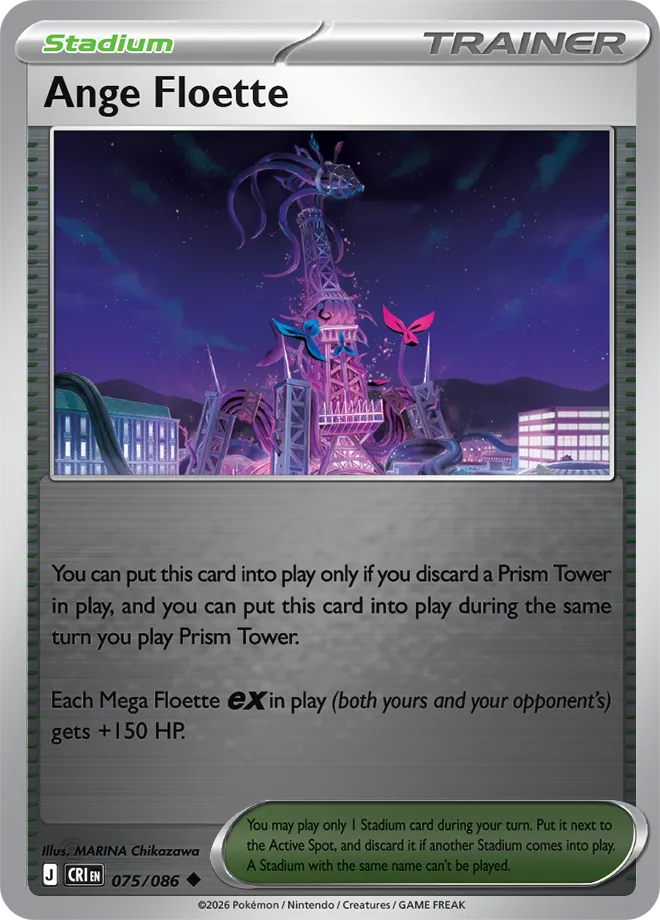 Stadium
TRAINER
Ange Floette
You can put this card into play only if you discard a Prism Tower
in play, and you can put this card into play during the same
turn you play Prism Tower.
Each Mega Floette ex in play (both yours and your opponent's)
gets +150 HP.
You may play only 1 Stadium card during your turn. Put it next to
the Active Spot, and discard it if another Stadium comes into play.
A Stadium with the same name can't be played.
Illus. MARINA Chikazawa
J CRI EN 075/086 ◆
©2026 Pokémon / Nintendo / Creatures / GAME FREAK